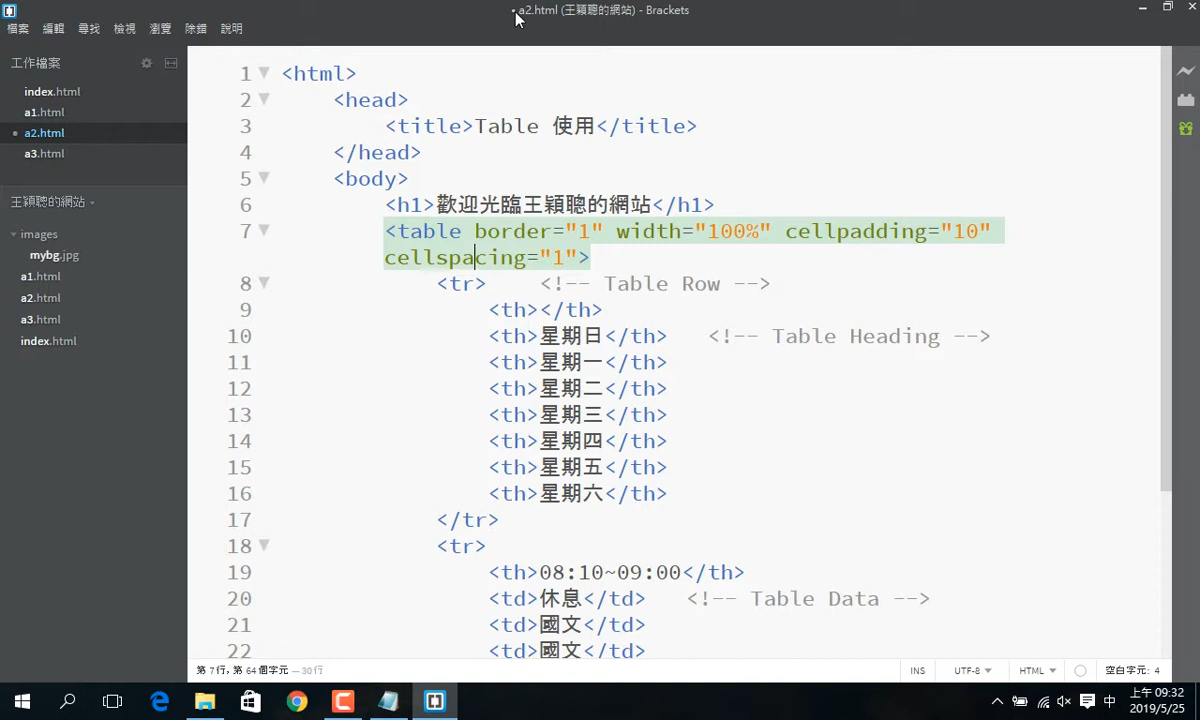 • a2.html (王穎聰的網站) - Brackets
檔案 編輯 尋找 檢視 瀏覽 除錯 說明
工作檔案
index.html
a1.html
• a2.html
a3.html
王穎聰的網站
images
mybg.jpg
a1.html
a2.html
a3.html
index.html
1 <html>
2 <head>
3 <title>Table 使用</title>
4 </head>
5 <body>
6 <h1>歡迎光臨王穎聰的網站</h1>
7 <table border="1" width="100%" cellpadding="10"
cellspacing="1">
8 <tr> <!-- Table Row -->
9 <th></th>
10 <th>星期日</th> <!-- Table Heading -->
11 <th>星期一</th>
12 <th>星期二</th>
13 <th>星期三</th>
14 <th>星期四</th>
15 <th>星期五</th>
16 <th>星期六</th>
17 </tr>
18 <tr>
19 <th>08:10~09:00</th>
20 <td>休息</td> <!-- Table Data -->
21 <td>國文</td>
22 <td>國文</td>
第 7 行, 第 64 個字元 — 30 行
INS UTF-8 HTML 空白字元: 4
中
上午 09:32
2019/5/25